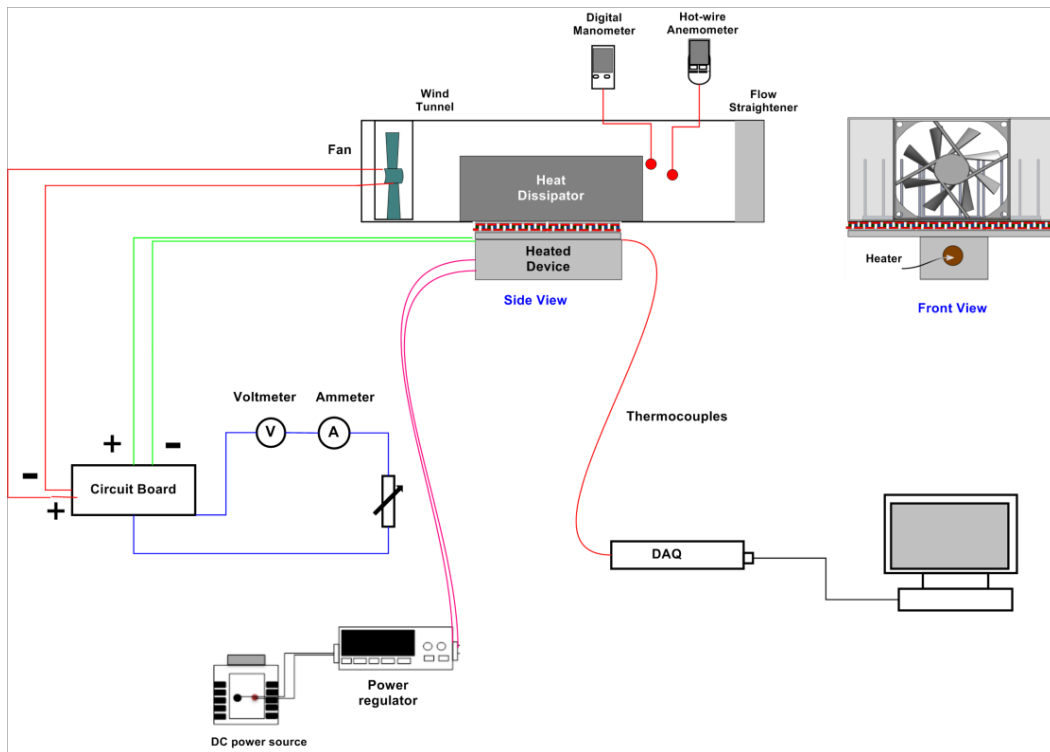 Digital
Manometer
Hot-wire
Anemometer
Wind
Tunnel
Flow
Straightener
Fan
Heat
Dissipator
Heated
Device
Heater
Side View
Front View
Voltmeter
Ammeter
Thermocouples
+
-
V
A
-
+
Circuit Board
DAQ
Power
regulator
DC power source